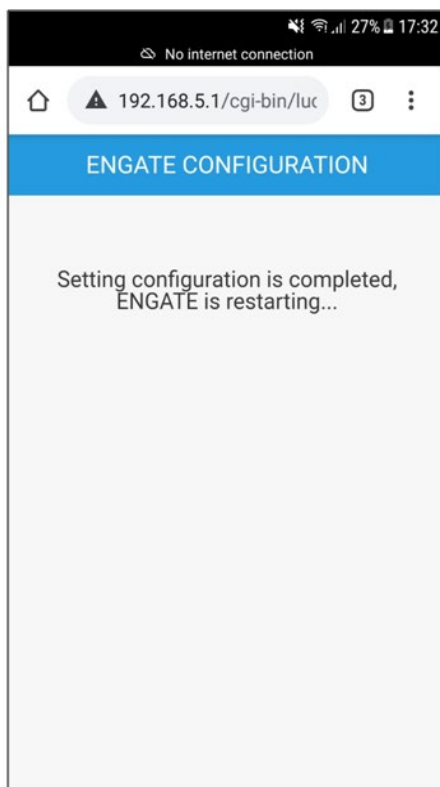 27% 17:32
No internet connection
192.168.5.1/cgi-bin/luc 3
ENGATE CONFIGURATION
Setting configuration is completed,
ENGATE is restarting...